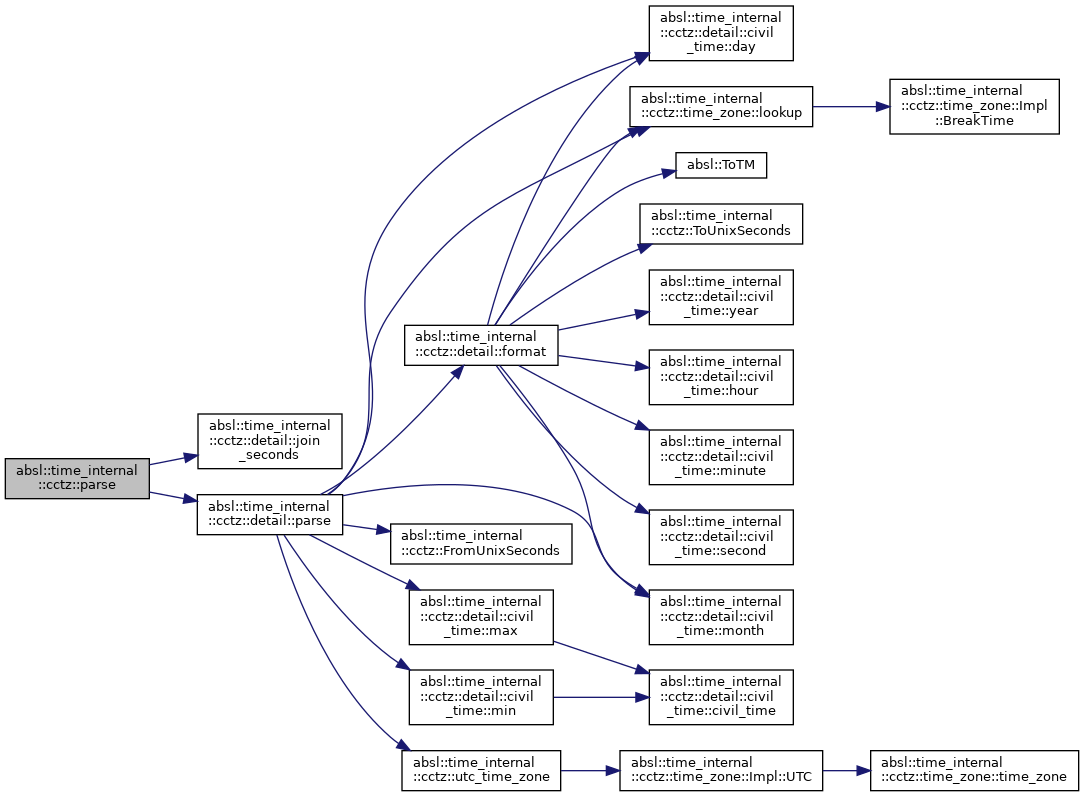 absl::time_internal
::cctz::parse
absl::time_internal
::cctz::detail::join
_seconds
absl::time_internal
::cctz::detail::parse
absl::time_internal
::cctz::detail::format
absl::time_internal
::cctz::FromUnixSeconds
absl::time_internal
::cctz::detail::civil
_time::max
absl::time_internal
::cctz::detail::civil
_time::min
absl::time_internal
::cctz::utc_time_zone
absl::time_internal
::cctz::detail::civil
_time::day
absl::time_internal
::cctz::time_zone::lookup
absl::ToTM
absl::time_internal
::cctz::ToUnixSeconds
absl::time_internal
::cctz::detail::civil
_time::year
absl::time_internal
::cctz::detail::civil
_time::hour
absl::time_internal
::cctz::detail::civil
_time::minute
absl::time_internal
::cctz::detail::civil
_time::second
absl::time_internal
::cctz::detail::civil
_time::month
absl::time_internal
::cctz::detail::civil
_time::civil_time
absl::time_internal
::cctz::time_zone::Impl::UTC
absl::time_internal
::cctz::time_zone::Impl
::BreakTime
absl::time_internal
::cctz::time_zone::time_zone